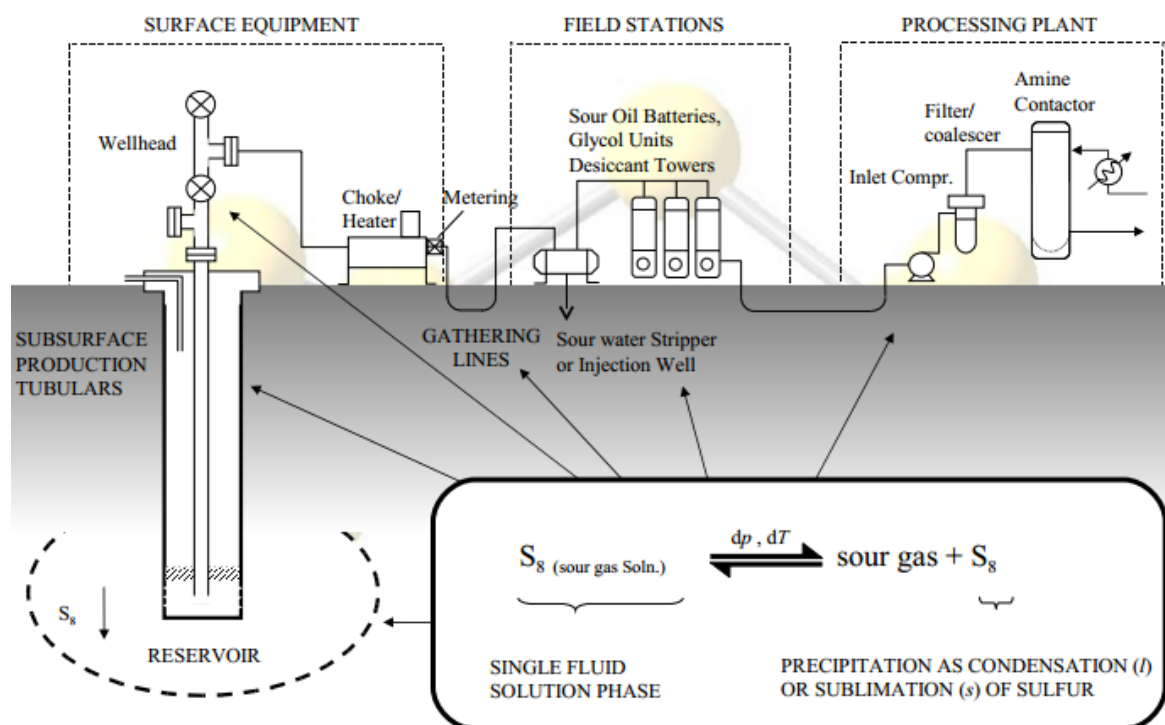 SURFACE EQUIPMENT
FIELD STATIONS
PROCESSING PLANT
Wellhead
Choke/
Heater
Metering
Sour Oil Batteries,
Glycol Units
Desiccant Towers
Amine
Contactor
Filter/
coalescer
Inlet Compr.
SUBSURFACE
PRODUCTION
TUBULARS
GATHERING
LINES
Sour water Stripper
or Injection Well
S₈
RESERVOIR
S₈ (sour gas Soln.)
dp , dT
sour gas + S₈
SINGLE FLUID
SOLUTION PHASE
PRECIPITATION AS CONDENSATION (l)
OR SUBLIMATION (s) OF SULFUR